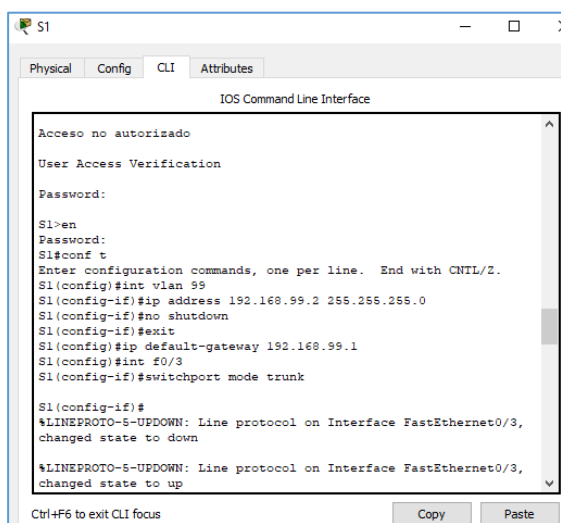 S1
Physical Config CLI Attributes
IOS Command Line Interface
Acceso no autorizado
User Access Verification
Password:
S1>en
Password:
S1#conf t
Enter configuration commands, one per line. End with CNTL/Z.
S1(config)#int vlan 99
S1(config-if)#ip address 192.168.99.2 255.255.255.0
S1(config-if)#no shutdown
S1(config-if)#exit
S1(config)#ip default-gateway 192.168.99.1
S1(config)#int f0/3
S1(config-if)#switchport mode trunk
S1(config-if)#
%LINEPROTO-5-UPDOWN: Line protocol on Interface FastEthernet0/3,
changed state to down
%LINEPROTO-5-UPDOWN: Line protocol on Interface FastEthernet0/3,
changed state to up
Ctrl+F6 to exit CLI focus
Copy Paste